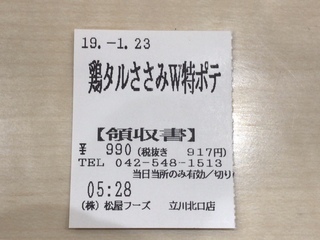 19.-1.23
鶏タルささみW特ポテ
【領収書】
¥ 990 (税抜き 917円)
TEL 042-548-1513
当日当所のみ有効/切り
05:28
(株) 松屋フーズ 立川北口店